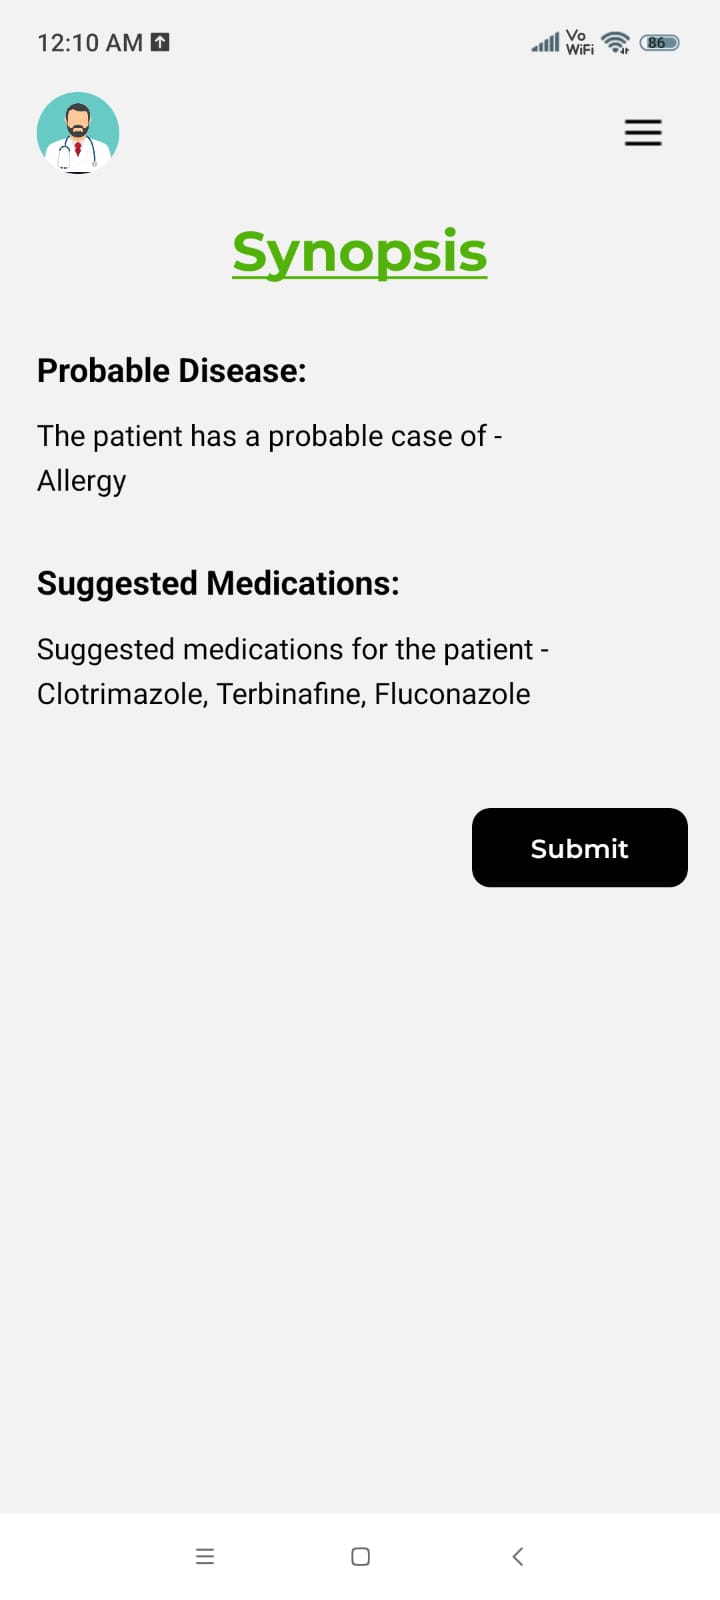 12:10 AM
Vo
WiFi
86
Synopsis
Probable Disease:
The patient has a probable case of -
Allergy
Suggested Medications:
Suggested medications for the patient -
Clotrimazole, Terbinafine, Fluconazole
Submit